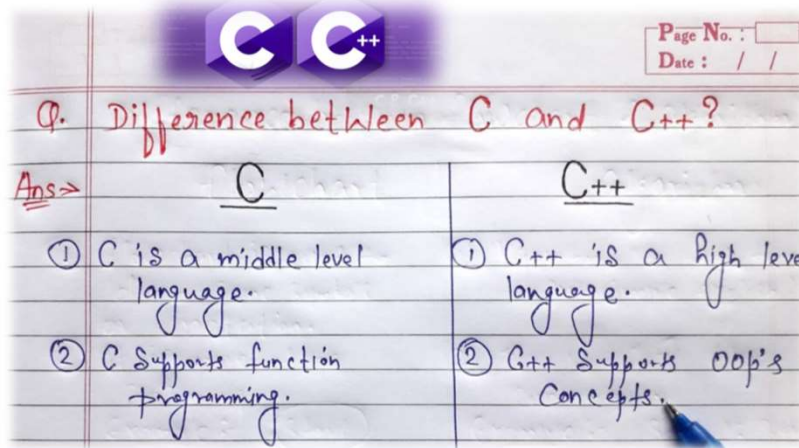 C C++
Page No. :
Date : / /
Q. Difference between C and C++?
Ans->
C
C++
① C is a middle level
language.
① C++ is a high leve
language.
② C Supports function
programming.
② C++ Supports OOP's
Concepts.